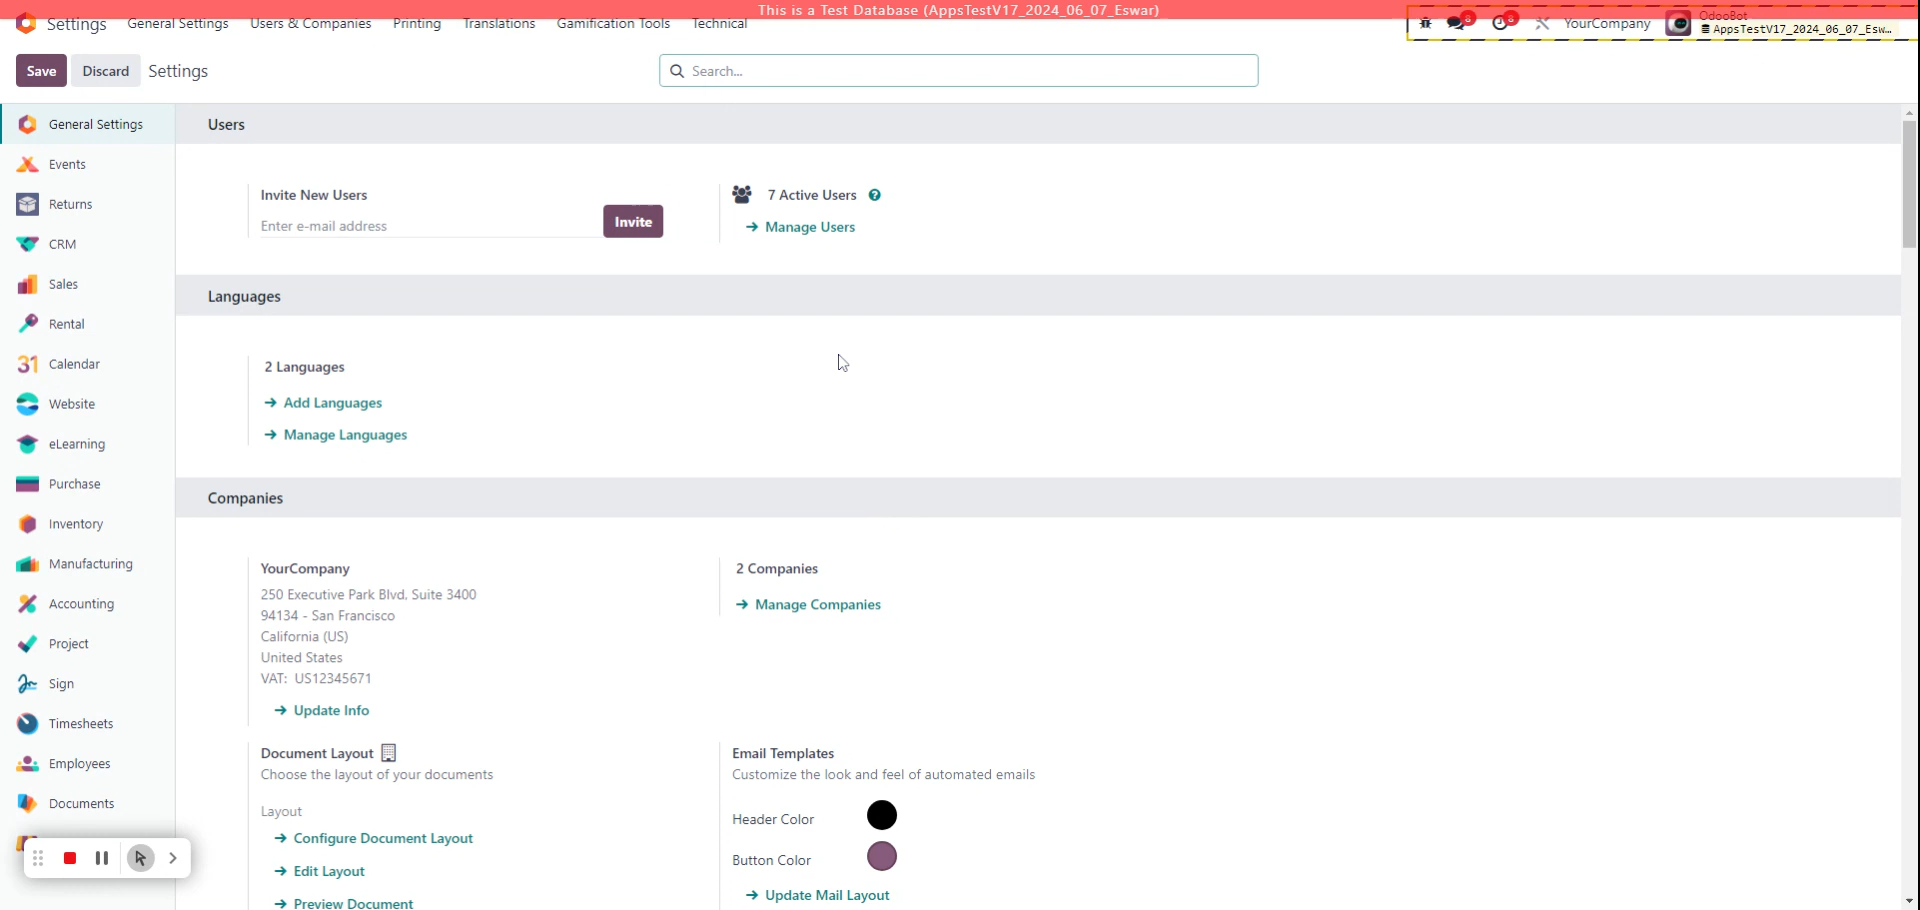 This is a Test Database (AppsTestV17_2024_06_07_Eswar)
Settings General Settings Users & Companies Printing Translations Gamification Tools Technical 8 8 YourCompany OdooBot
AppsTestV17_2024_06_07_Esw...
Save Discard Settings Search...
General Settings
Events
Returns
CRM
Sales
Rental
31 Calendar
Website
eLearning
Purchase
Inventory
Manufacturing
Accounting
Project
Sign
Timesheets
Employees
Documents
Users
Invite New Users
Enter e-mail address Invite
7 Active Users ?
→ Manage Users
Languages
2 Languages
→ Add Languages
→ Manage Languages
Companies
YourCompany
250 Executive Park Blvd, Suite 3400
94134 - San Francisco
California (US)
United States
VAT: US12345671
→ Update Info
2 Companies
→ Manage Companies
Document Layout
Choose the layout of your documents
Layout
→ Configure Document Layout
→ Edit Layout
→ Preview Document
Email Templates
Customize the look and feel of automated emails
Header Color
Button Color
→ Update Mail Layout